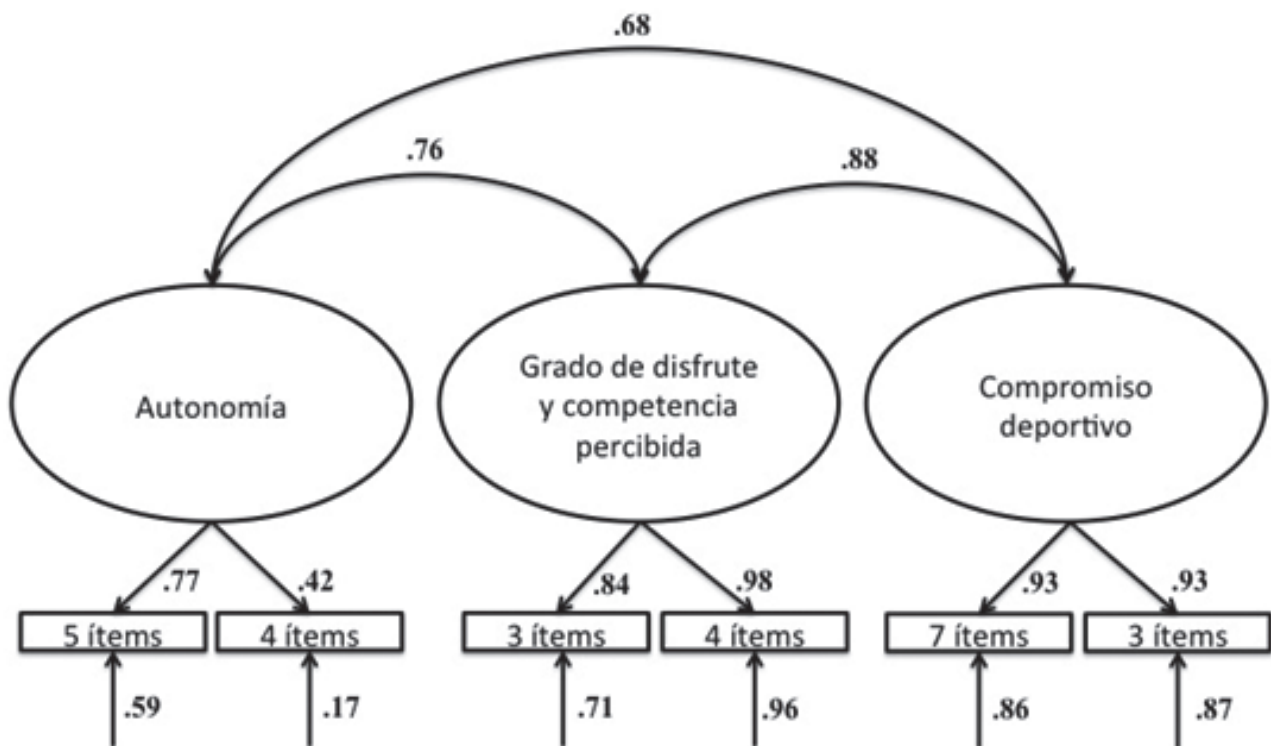 .68
.76
.88
Autonomía
Grado de disfrute
y competencia
percibida
Compromiso
deportivo
.77
.42
.84
.98
.93
.93
5 ítems
4 ítems
3 ítems
4 ítems
7 ítems
3 ítems
.59
.17
.71
.96
.86
.87